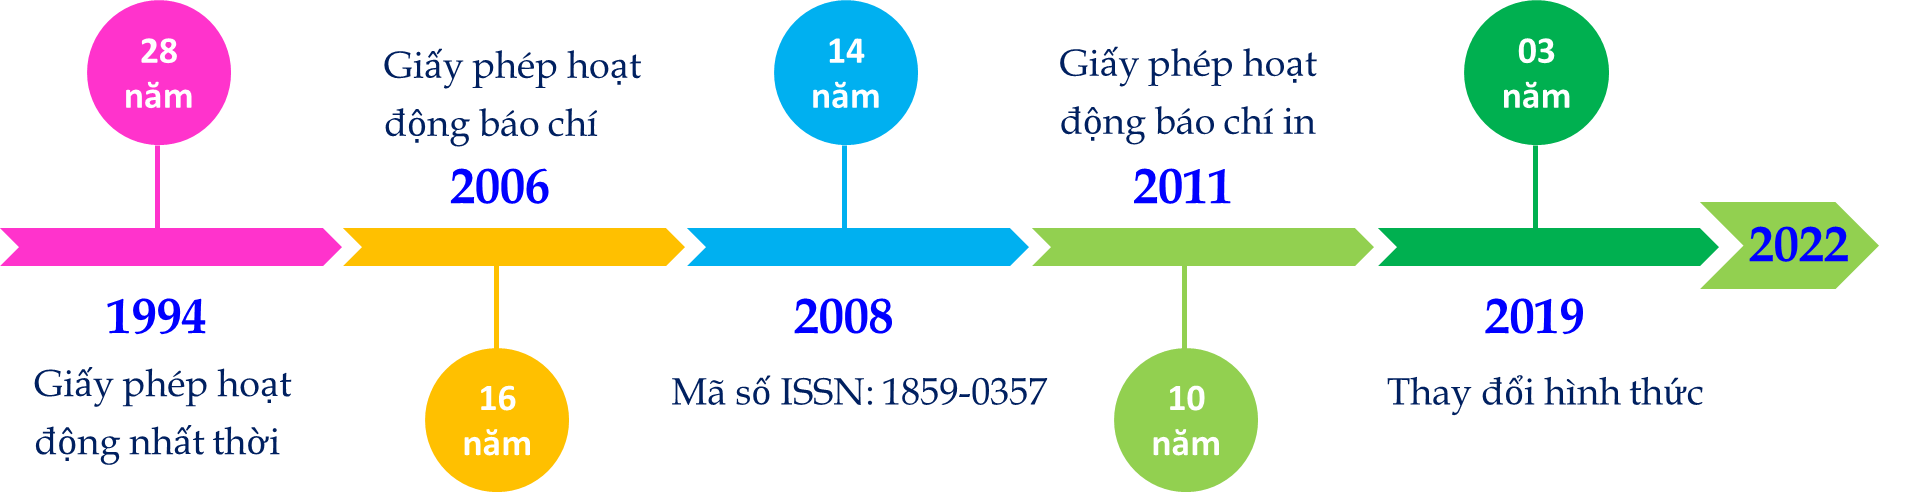 28
năm
1994
Giấy phép hoạt
động nhất thời
Giấy phép hoạt
động báo chí
2006
16
năm
14
năm
2008
Mã số ISSN: 1859-0357
Giấy phép hoạt
động báo chí in
2011
10
năm
03
năm
2019
Thay đổi hình thức
2022